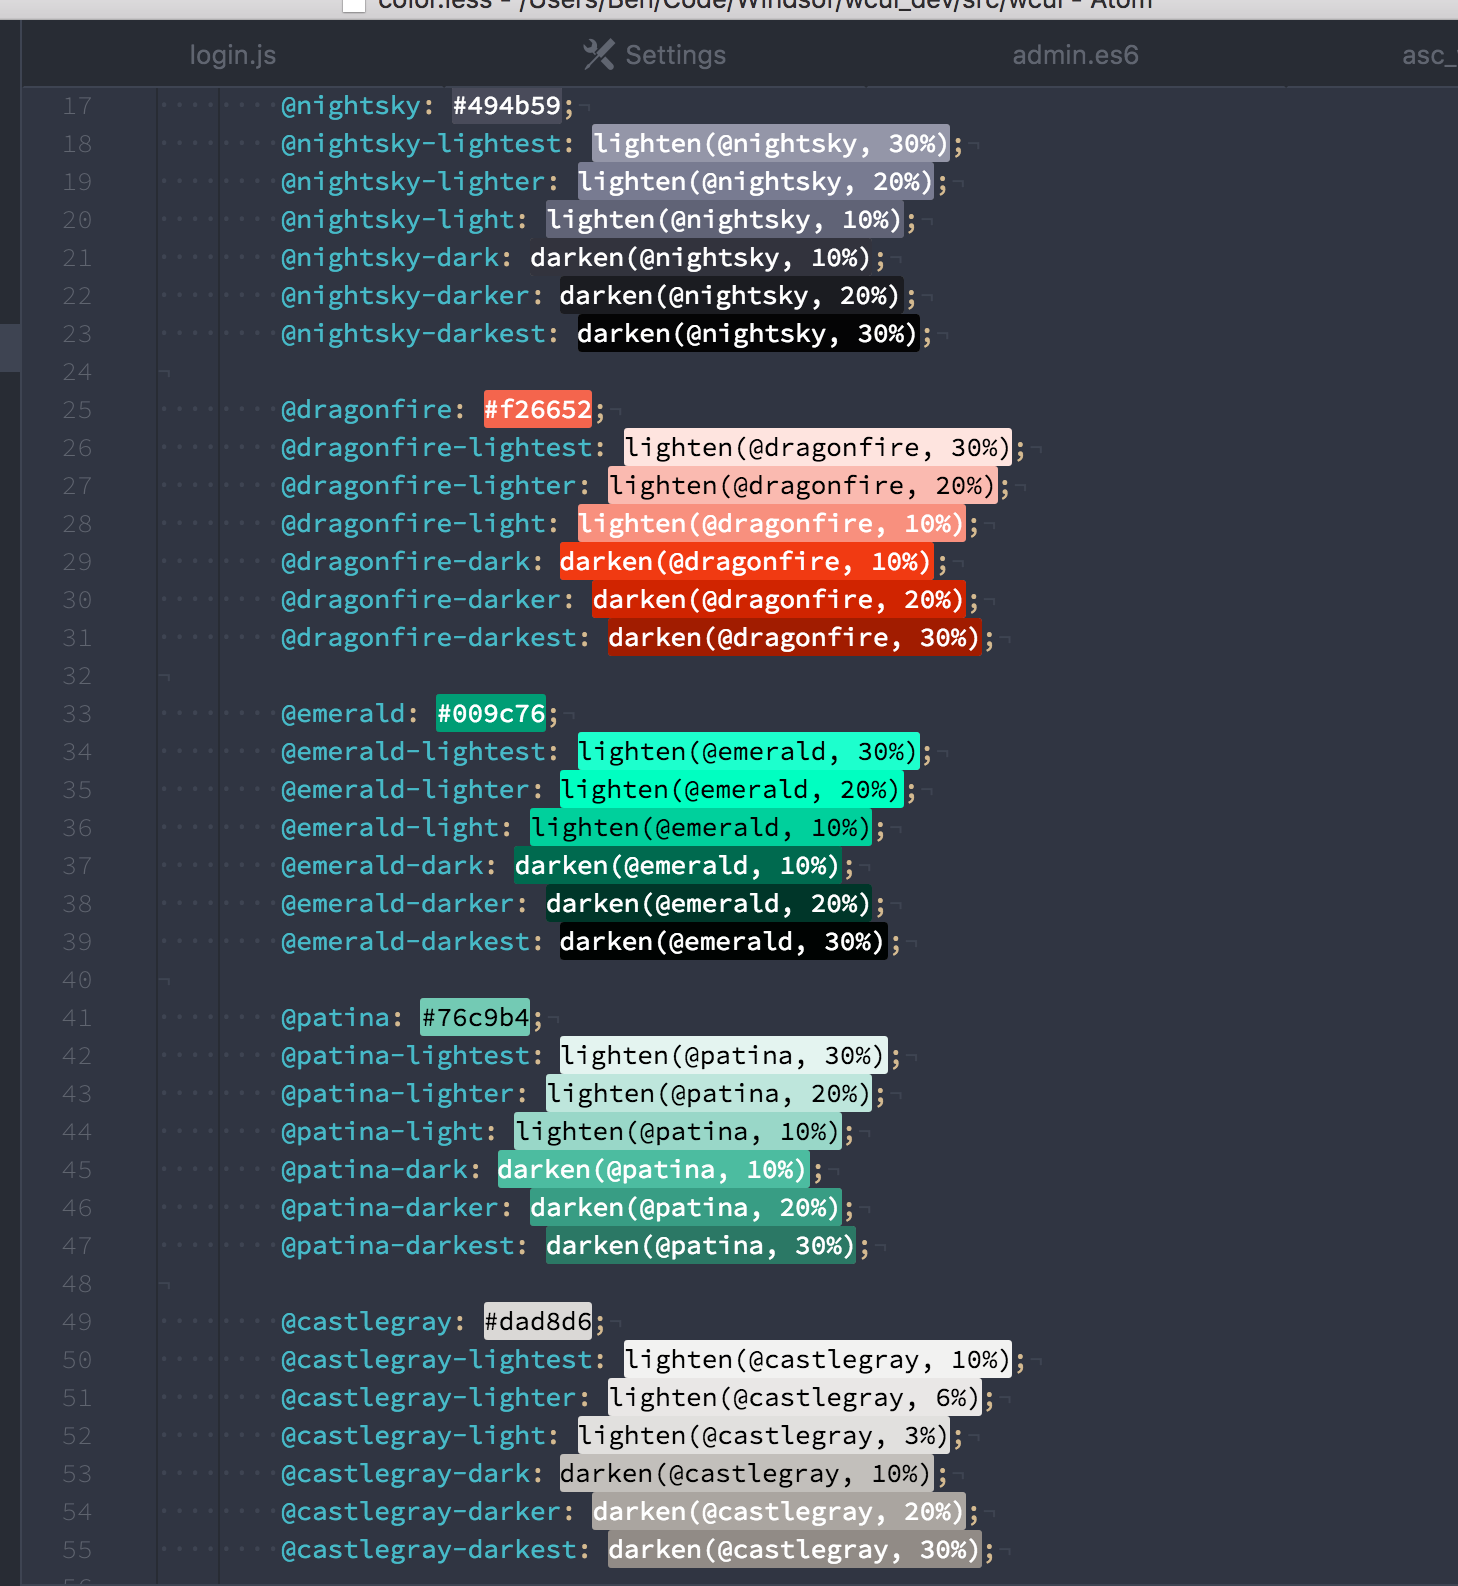 color.less - /Users/Ben/Code/Windsor/wcui_dev/src/wcui - Atom
login.js Settings admin.es6 asc_
17 @nightsky: #494b59;
18 @nightsky-lightest: lighten(@nightsky, 30%);
19 @nightsky-lighter: lighten(@nightsky, 20%);
20 @nightsky-light: lighten(@nightsky, 10%);
21 @nightsky-dark: darken(@nightsky, 10%);
22 @nightsky-darker: darken(@nightsky, 20%);
23 @nightsky-darkest: darken(@nightsky, 30%);
24
25 @dragonfire: #f26652;
26 @dragonfire-lightest: lighten(@dragonfire, 30%);
27 @dragonfire-lighter: lighten(@dragonfire, 20%);
28 @dragonfire-light: lighten(@dragonfire, 10%);
29 @dragonfire-dark: darken(@dragonfire, 10%);
30 @dragonfire-darker: darken(@dragonfire, 20%);
31 @dragonfire-darkest: darken(@dragonfire, 30%);
32
33 @emerald: #009c76;
34 @emerald-lightest: lighten(@emerald, 30%);
35 @emerald-lighter: lighten(@emerald, 20%);
36 @emerald-light: lighten(@emerald, 10%);
37 @emerald-dark: darken(@emerald, 10%);
38 @emerald-darker: darken(@emerald, 20%);
39 @emerald-darkest: darken(@emerald, 30%);
40
41 @patina: #76c9b4;
42 @patina-lightest: lighten(@patina, 30%);
43 @patina-lighter: lighten(@patina, 20%);
44 @patina-light: lighten(@patina, 10%);
45 @patina-dark: darken(@patina, 10%);
46 @patina-darker: darken(@patina, 20%);
47 @patina-darkest: darken(@patina, 30%);
48
49 @castlegray: #dad8d6;
50 @castlegray-lightest: lighten(@castlegray, 10%);
51 @castlegray-lighter: lighten(@castlegray, 6%);
52 @castlegray-light: lighten(@castlegray, 3%);
53 @castlegray-dark: darken(@castlegray, 10%);
54 @castlegray-darker: darken(@castlegray, 20%);
55 @castlegray-darkest: darken(@castlegray, 30%);